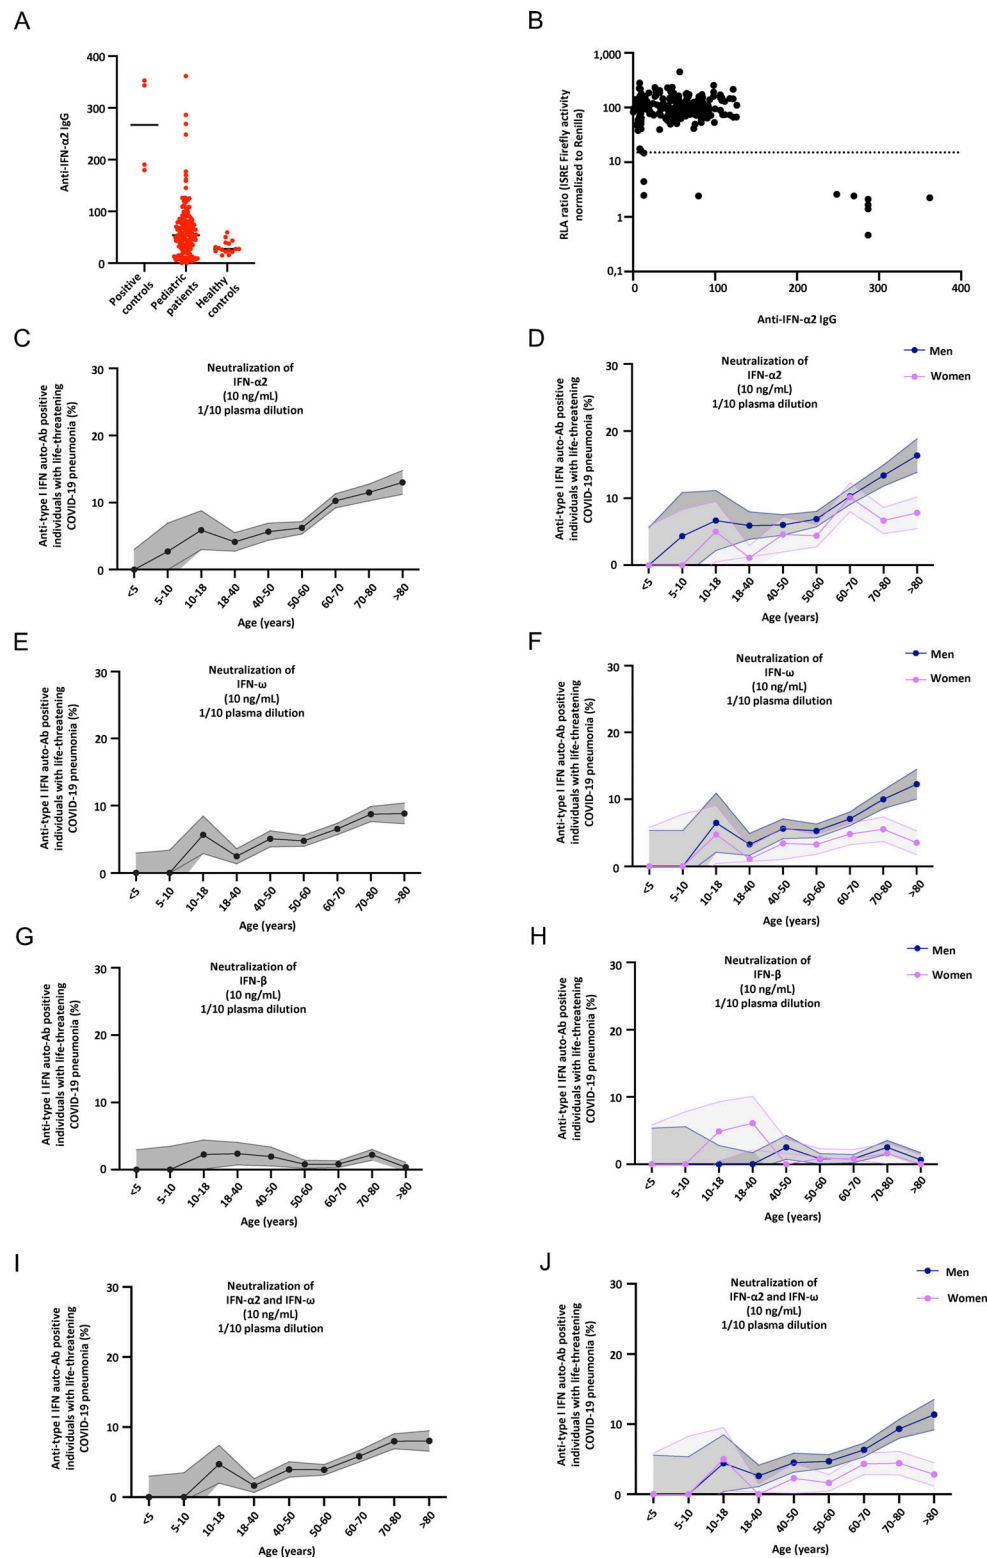 A
Anti-IFN-α2 IgG
400
300
200
100
0
Positive controls
Pediatric patients
Healthy controls
B
RLA ratio (ISRE Firefly activity
normalized to Renilla)
1,000
100
10
1
0,1
0
100
200
300
400
Anti-IFN-α2 IgG
C
Anti-type I IFN auto-Ab positive
individuals with life-threatening
COVID-19 pneumonia (%)
Neutralization of
IFN-α2
(10 ng/mL)
1/10 plasma dilution
30
20
10
0
<5
5-10
10-18
18-40
40-50
50-60
60-70
70-80
>80
Age (years)
D
Anti-type I IFN auto-Ab positive
individuals with life-threatening
COVID-19 pneumonia (%)
Neutralization of
IFN-α2
(10 ng/mL)
1/10 plasma dilution
Men
Women
30
20
10
0
<5
5-10
10-18
18-40
40-50
50-60
60-70
70-80
>80
Age (years)
E
Anti-type I IFN auto-Ab positive
individuals with life-threatening
COVID-19 pneumonia (%)
Neutralization of
IFN-ω
(10 ng/mL)
1/10 plasma dilution
30
20
10
0
<5
5-10
10-18
18-40
40-50
50-60
60-70
70-80
>80
Age (years)
F
Anti-type I IFN auto-Ab positive
individuals with life-threatening
COVID-19 pneumonia (%)
Neutralization of
IFN-ω
(10 ng/mL)
1/10 plasma dilution
Men
Women
30
20
10
0
<5
5-10
10-18
18-40
40-50
50-60
60-70
70-80
>80
Age (years)
G
Anti-type I IFN auto-Ab positive
individuals with life-threatening
COVID-19 pneumonia (%)
Neutralization of
IFN-β
(10 ng/mL)
1/10 plasma dilution
30
20
10
0
<5
5-10
10-18
18-40
40-50
50-60
60-70
70-80
>80
Age (years)
H
Anti-type I IFN auto-Ab positive
individuals with life-threatening
COVID-19 pneumonia (%)
Neutralization of
IFN-β
(10 ng/mL)
1/10 plasma dilution
Men
Women
30
20
10
0
<5
5-10
10-18
18-40
40-50
50-60
60-70
70-80
>80
Age (years)
I
Anti-type I IFN auto-Ab positive
individuals with life-threatening
COVID-19 pneumonia (%)
Neutralization of
IFN-α2 and IFN-ω
(10 ng/mL)
1/10 plasma dilution
30
20
10
0
<5
5-10
10-18
18-40
40-50
50-60
60-70
70-80
>80
Age (years)
J
Anti-type I IFN auto-Ab positive
individuals with life-threatening
COVID-19 pneumonia (%)
Neutralization of
IFN-α2 and IFN-ω
(10 ng/mL)
1/10 plasma dilution
Men
Women
30
20
10
0
<5
5-10
10-18
18-40
40-50
50-60
60-70
70-80
>80
Age (years)